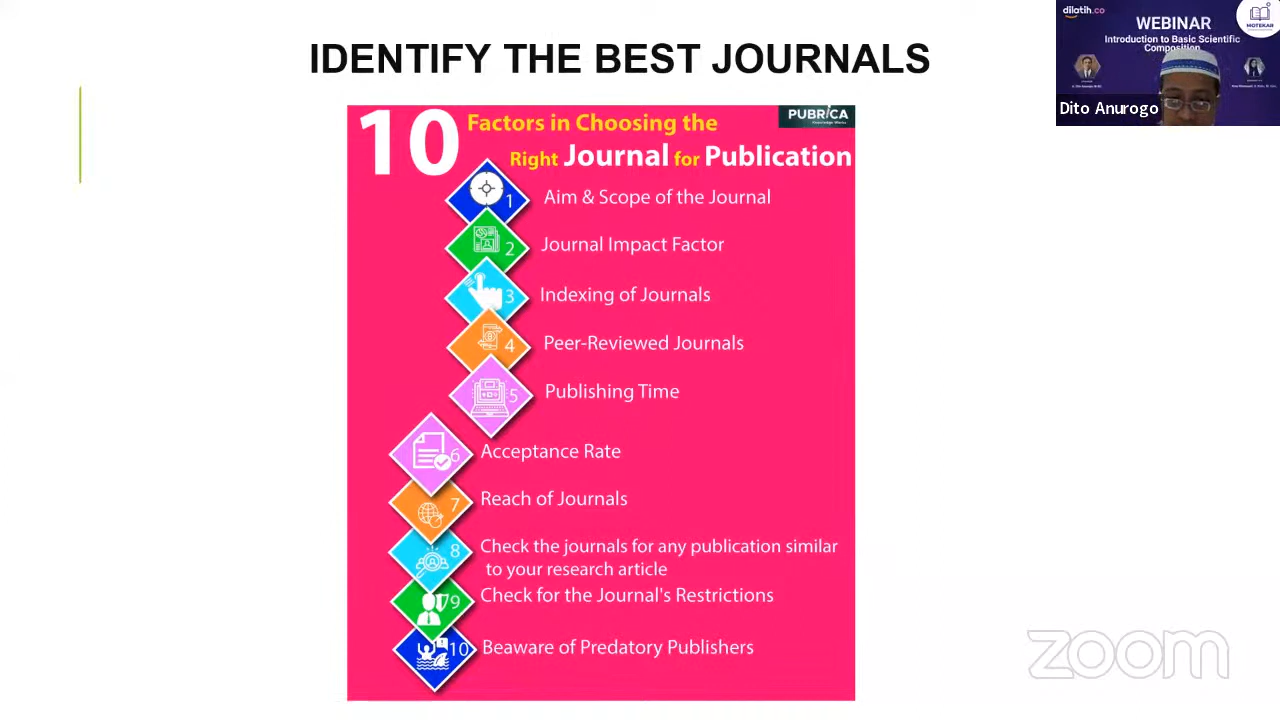 IDENTIFY THE BEST JOURNALS
10
Factors in Choosing the
Right Journal for Publication
PUBRICA
1
Aim & Scope of the Journal
2
Journal Impact Factor
3
Indexing of Journals
4
Peer-Reviewed Journals
5
Publishing Time
6
Acceptance Rate
7
Reach of Journals
8
Check the journals for any publication similar
to your research article
9
Check for the Journal's Restrictions
10
Beaware of Predatory Publishers
dilatih.co
WEBINAR
Introduction to Basic Scientific
Composition
MOTEKAR
Dito Anurogo
zoom